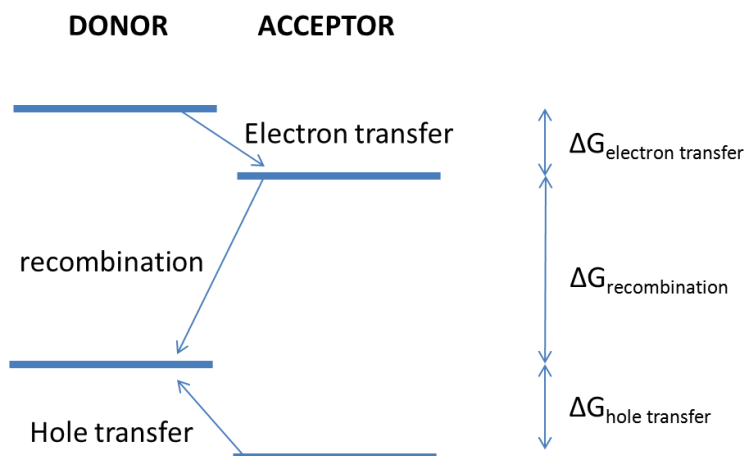 DONOR ACCEPTOR
Electron transfer
ΔGelectron transfer
recombination
ΔGrecombination
ΔGhole transfer
Hole transfer